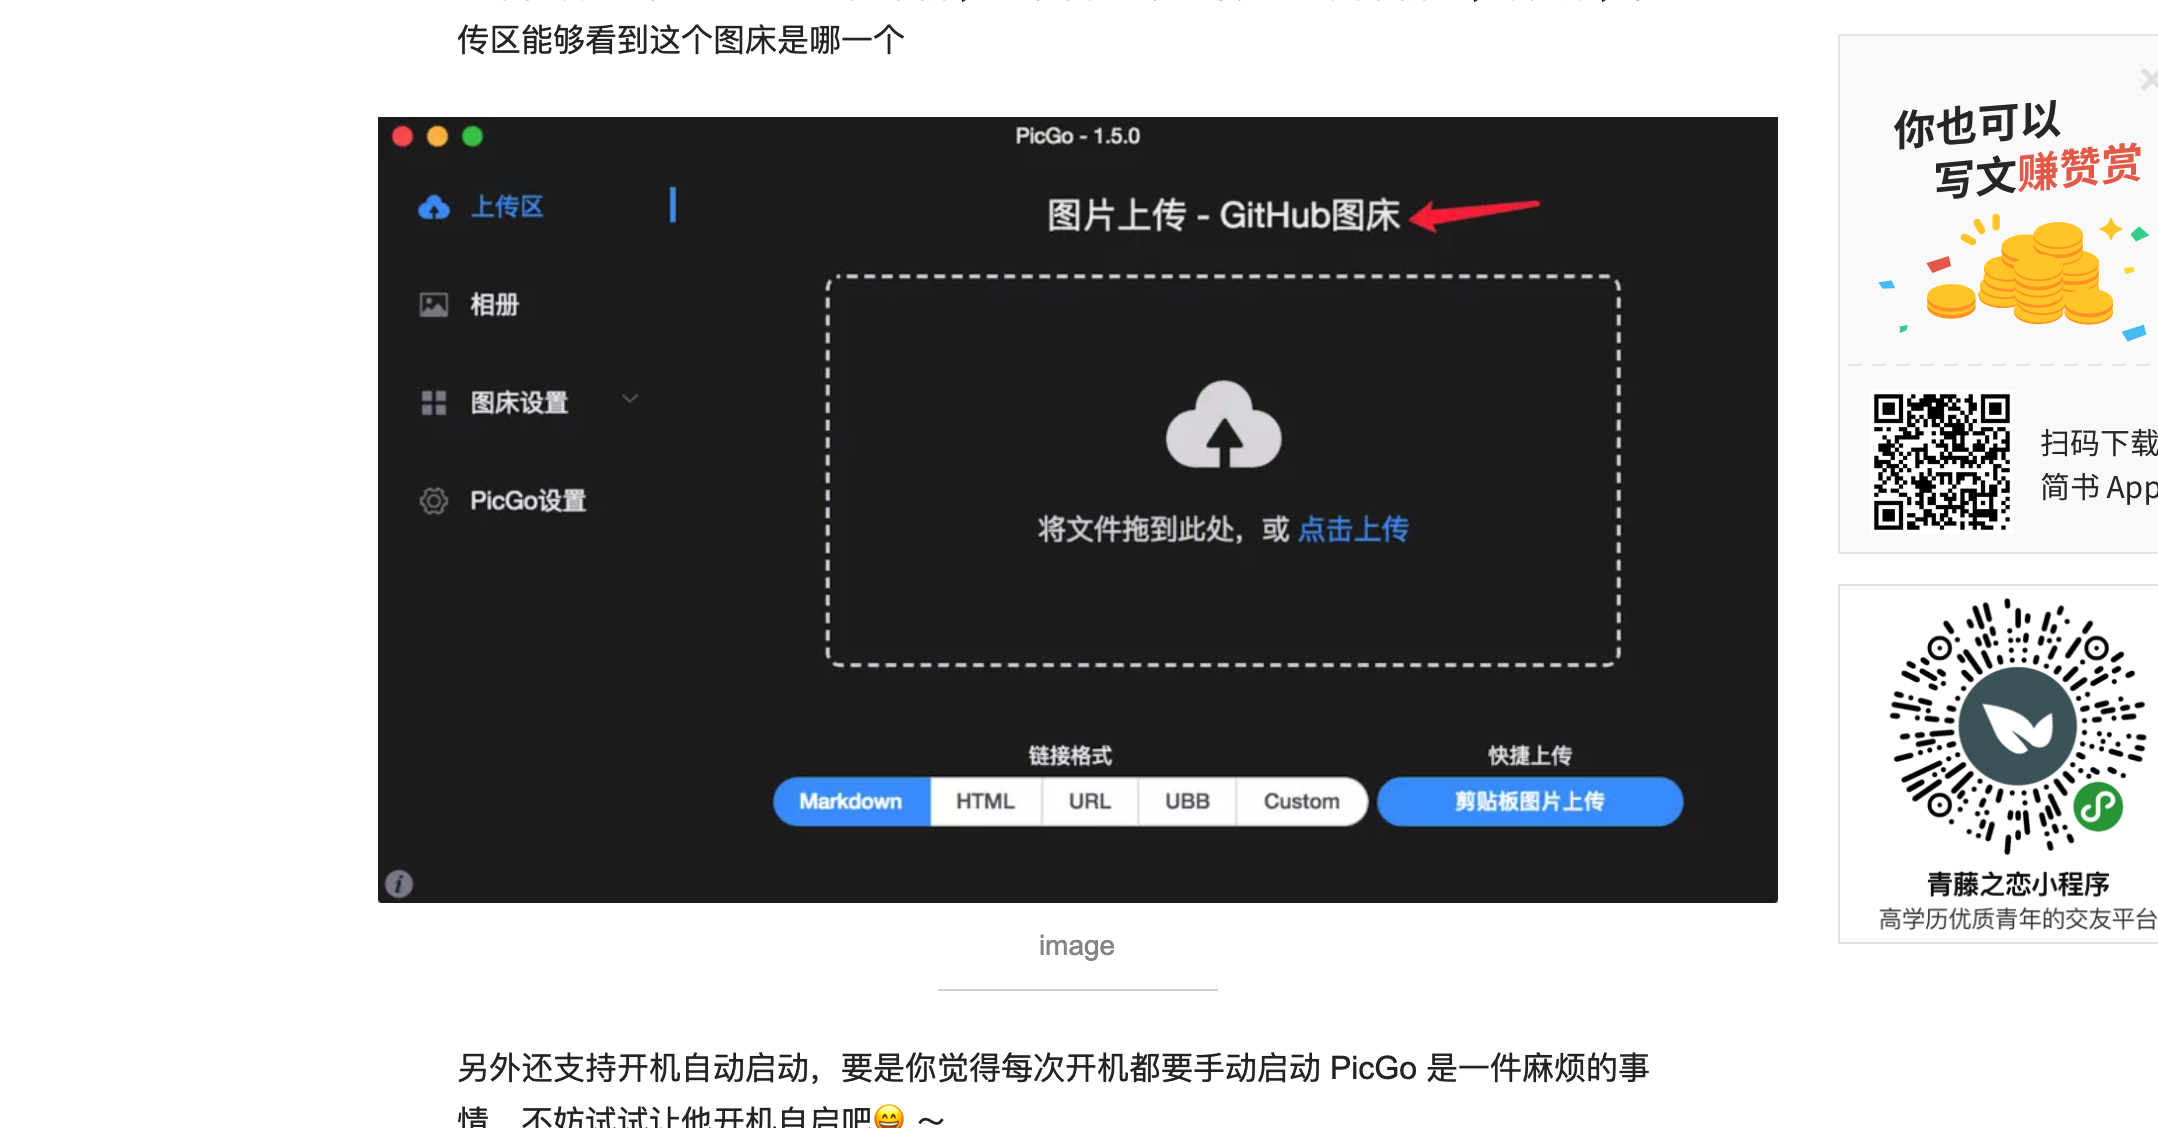 传区能够看到这个图床是哪一个
PicGo - 1.5.0
上传区
相册
图床设置
PicGo设置
图片上传 - GitHub图床
将文件拖到此处，或 点击上传
链接格式
快捷上传
Markdown
HTML
URL
UBB
Custom
剪贴板图片上传
image
另外还支持开机自动启动，要是你觉得每次开机都要手动启动 PicGo 是一件麻烦的事
情 不妨试试让他开机自启吧😄 ～
你也可以
写文赚赞赏
扫码下载
简书 App
青藤之恋小程序
高学历优质青年的交友平台